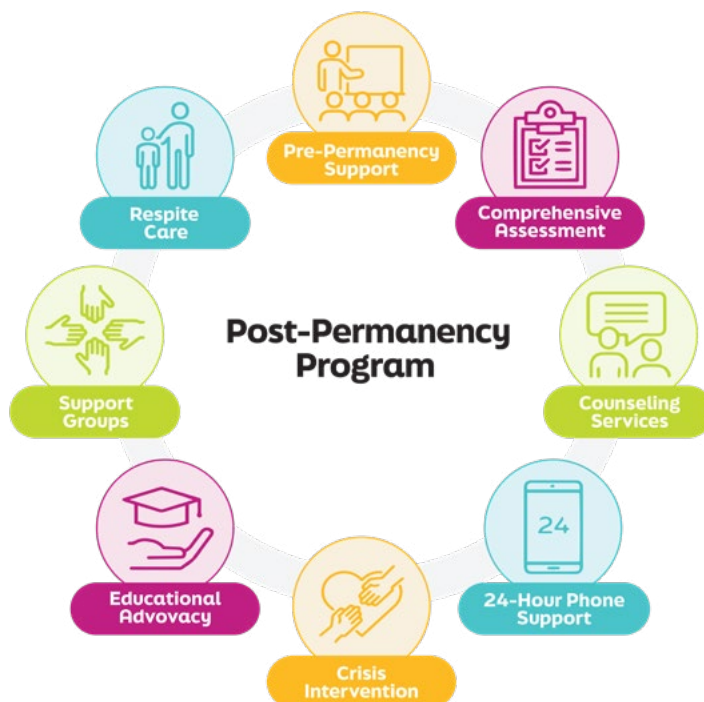 Pre-Permanency
Support
Comprehensive
Assessment
Counseling
Services
24
24-Hour Phone
Support
Crisis
Intervention
Educational
Advovacy
Support
Groups
Respite
Care
Post-Permanency
Program